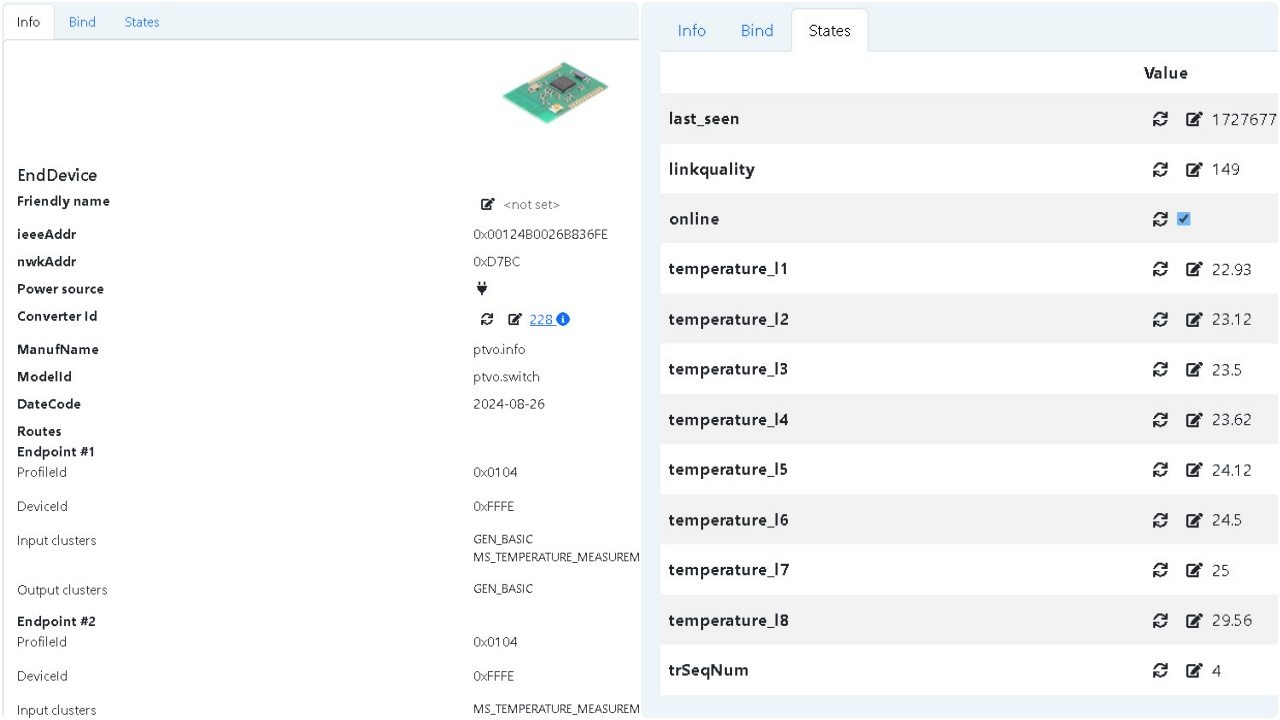 Info Bind States
EndDevice
Friendly name <not set>
ieeeAddr 0x00124B0026B836FE
nwkAddr 0xD7BC
Power source
Converter Id 228
ManufName ptvo.info
ModelId ptvo.switch
DateCode 2024-08-26
Routes
Endpoint #1
ProfileId 0x0104
DeviceId 0xFFFE
Input clusters GEN_BASIC
MS_TEMPERATURE_MEASUREM
Output clusters GEN_BASIC
Endpoint #2
ProfileId 0x0104
DeviceId 0xFFFE
Input clusters MS_TEMPERATURE_MEASUREM
Info Bind States
Value
last_seen 1727677
linkquality 149
online
temperature_l1 22.93
temperature_l2 23.12
temperature_l3 23.5
temperature_l4 23.62
temperature_l5 24.12
temperature_l6 24.5
temperature_l7 25
temperature_l8 29.56
trSeqNum 4